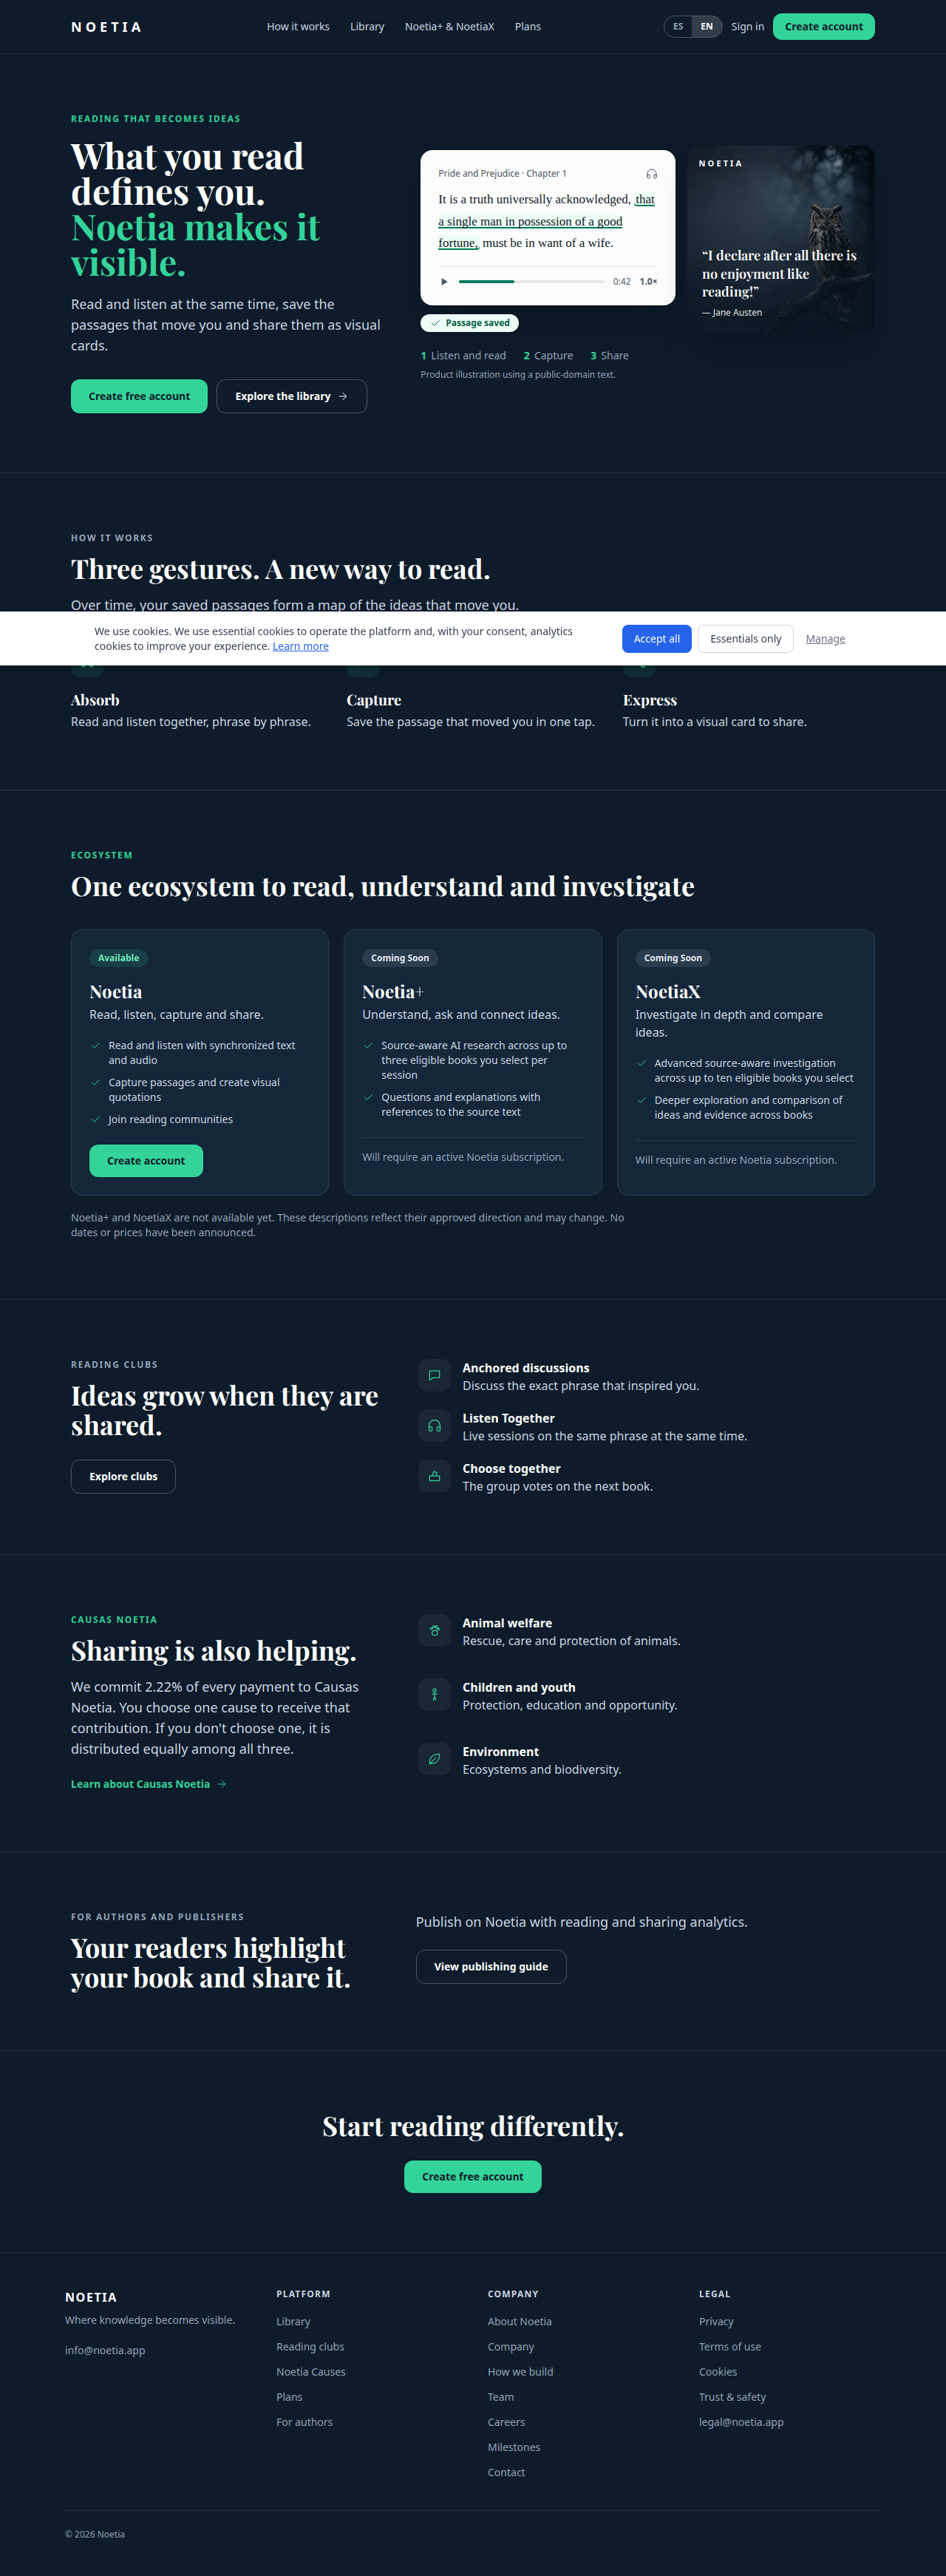 NOETIA
How it works
Library
Noetia+ & NoetiaX
Plans
ES
EN
Sign in
Create account
READING THAT BECOMES IDEAS
What you read
defines you.
Noetia makes it
visible.
Read and listen at the same time, save the
passages that move you and share them as visual
cards.
Create free account
Explore the library
Pride and Prejudice · Chapter 1
It is a truth universally acknowledged, that
a single man in possession of a good
fortune, must be in want of a wife.
0:42
1.0×
Passage saved
1 Listen and read
2 Capture
3 Share
Product illustration using a public-domain text.
NOETIA
“I declare after all there is
no enjoyment like
reading!”
— Jane Austen
HOW IT WORKS
Three gestures. A new way to read.
Over time, your saved passages form a map of the ideas that move you.
We use cookies. We use essential cookies to operate the platform and, with your consent, analytics
cookies to improve your experience. Learn more
Accept all
Essentials only
Manage
Absorb
Read and listen together, phrase by phrase.
Capture
Save the passage that moved you in one tap.
Express
Turn it into a visual card to share.
ECOSYSTEM
One ecosystem to read, understand and investigate
Available
Noetia
Read, listen, capture and share.
Read and listen with synchronized text
and audio
Capture passages and create visual
quotations
Join reading communities
Create account
Coming Soon
Noetia+
Understand, ask and connect ideas.
Source-aware AI research across up to
three eligible books you select per
session
Questions and explanations with
references to the source text
Will require an active Noetia subscription.
Coming Soon
NoetiaX
Investigate in depth and compare
ideas.
Advanced source-aware investigation
across up to ten eligible books you select
Deeper exploration and comparison of
ideas and evidence across books
Will require an active Noetia subscription.
Noetia+ and NoetiaX are not available yet. These descriptions reflect their approved direction and may change. No
dates or prices have been announced.
READING CLUBS
Ideas grow when they are
shared.
Explore clubs
Anchored discussions
Discuss the exact phrase that inspired you.
Listen Together
Live sessions on the same phrase at the same time.
Choose together
The group votes on the next book.
CAUSAS NOETIA
Sharing is also helping.
We commit 2.22% of every payment to Causas
Noetia. You choose one cause to receive that
contribution. If you don't choose one, it is
distributed equally among all three.
Learn about Causas Noetia
Animal welfare
Rescue, care and protection of animals.
Children and youth
Protection, education and opportunity.
Environment
Ecosystems and biodiversity.
FOR AUTHORS AND PUBLISHERS
Your readers highlight
your book and share it.
Publish on Noetia with reading and sharing analytics.
View publishing guide
Start reading differently.
Create free account
NOETIA
Where knowledge becomes visible.
info@noetia.app
PLATFORM
Library
Reading clubs
Noetia Causes
Plans
For authors
COMPANY
About Noetia
Company
How we build
Team
Careers
Milestones
Contact
LEGAL
Privacy
Terms of use
Cookies
Trust & safety
legal@noetia.app
© 2026 Noetia